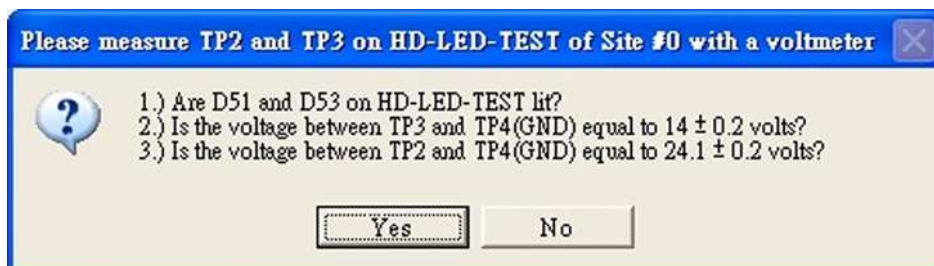 Please measure TP2 and TP3 on HD-LED-TEST of Site #0 with a voltmeter
1.) Are D51 and D53 on HD-LED-TEST lit?
2.) Is the voltage between TP3 and TP4(GND) equal to 14 ± 0.2 volts?
3.) Is the voltage between TP2 and TP4(GND) equal to 24.1 ± 0.2 volts?
Yes No